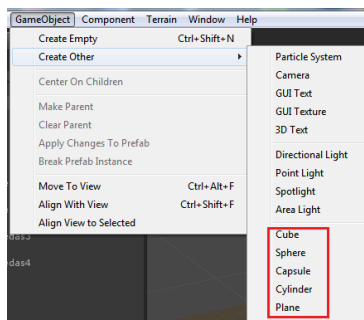 GameObject Component Terrain Window Help
Create Empty Ctrl+Shift+N
Create Other
Center On Children
Make Parent
Clear Parent
Apply Changes To Prefab
Break Prefab Instance
Move To View Ctrl+Alt+F
Align With View Ctrl+Shift+F
Align View to Selected
Particle System
Camera
GUI Text
GUI Texture
3D Text
Directional Light
Point Light
Spotlight
Area Light
Cube
Sphere
Capsule
Cylinder
Plane
edas3
edas4